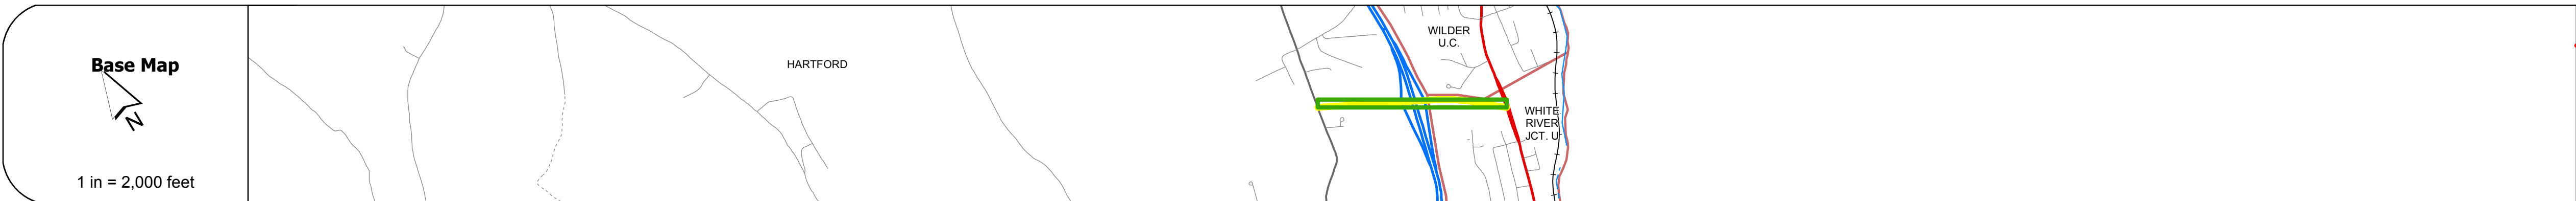 Base Map
N
1 in = 2,000 feet
HARTFORD
WILDER
U.C.
WHITE
RIVER
JCT. U